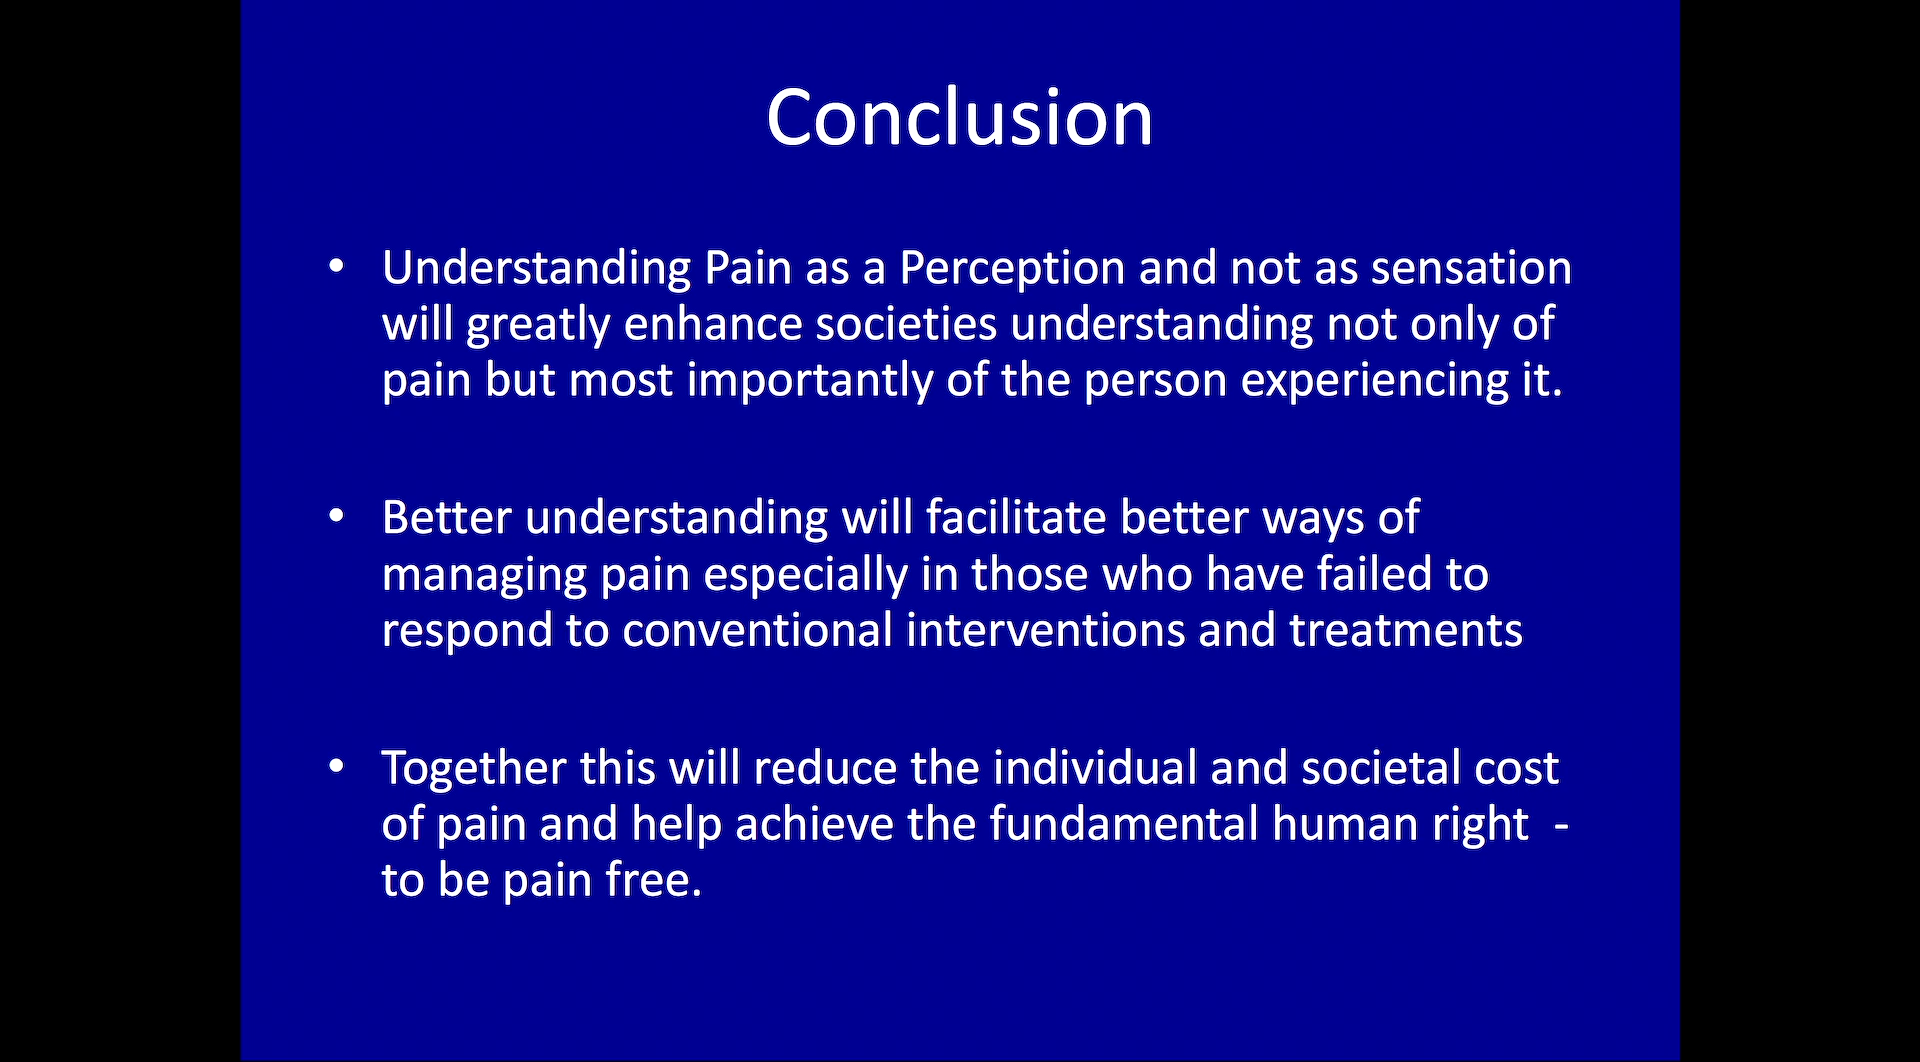 Conclusion
• Understanding Pain as a Perception and not as sensation
will greatly enhance societies understanding not only of
pain but most importantly of the person experiencing it.
• Better understanding will facilitate better ways of
managing pain especially in those who have failed to
respond to conventional interventions and treatments
• Together this will reduce the individual and societal cost
of pain and help achieve the fundamental human right  -
to be pain free.